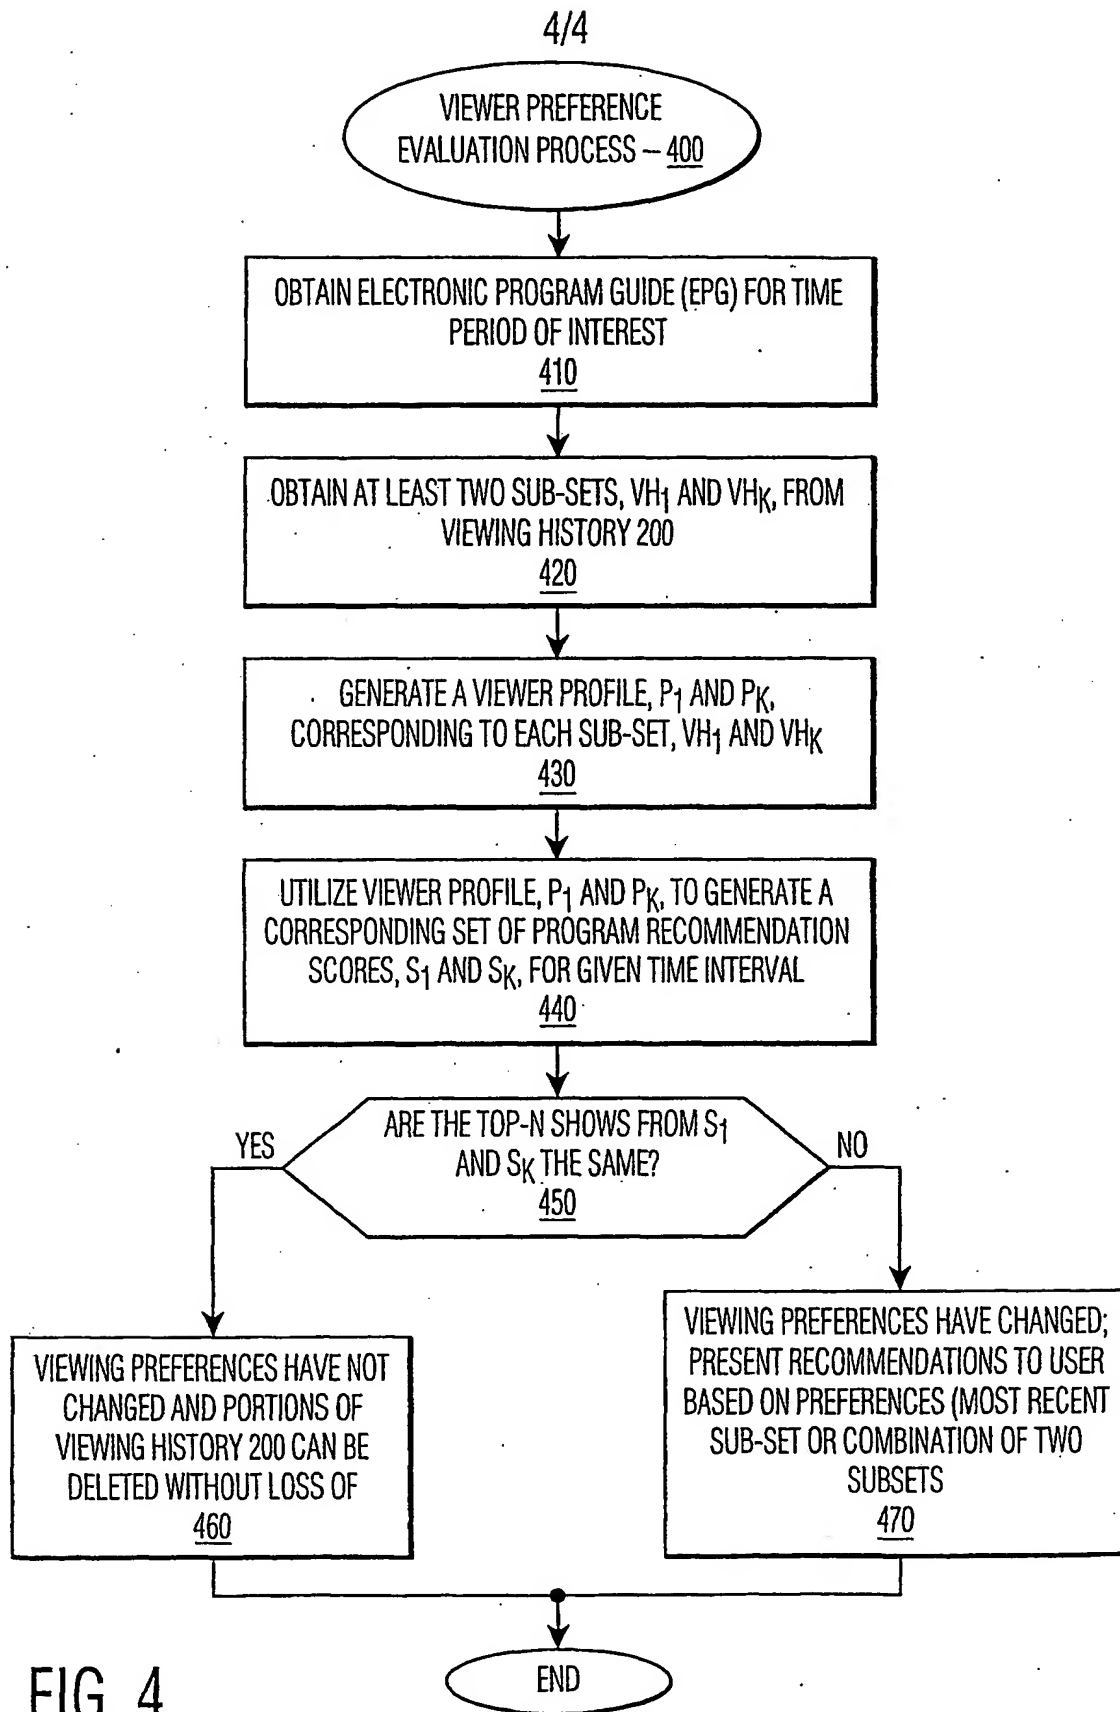 4/4
VIEWER PREFERENCE
EVALUATION PROCESS – 400
OBTAIN ELECTRONIC PROGRAM GUIDE (EPG) FOR TIME
PERIOD OF INTEREST
410
OBTAIN AT LEAST TWO SUB-SETS, VH1 AND VHK, FROM
VIEWING HISTORY 200
420
GENERATE A VIEWER PROFILE, P1 AND PK,
CORRESPONDING TO EACH SUB-SET, VH1 AND VHK
430
UTILIZE VIEWER PROFILE, P1 AND PK, TO GENERATE A
CORRESPONDING SET OF PROGRAM RECOMMENDATION
SCORES, S1 AND SK, FOR GIVEN TIME INTERVAL
440
ARE THE TOP-N SHOWS FROM S1
AND SK THE SAME?
450
YES
NO
VIEWING PREFERENCES HAVE NOT
CHANGED AND PORTIONS OF
VIEWING HISTORY 200 CAN BE
DELETED WITHOUT LOSS OF
460
VIEWING PREFERENCES HAVE CHANGED;
PRESENT RECOMMENDATIONS TO USER
BASED ON PREFERENCES (MOST RECENT
SUB-SET OR COMBINATION OF TWO
SUBSETS
470
END
FIG. 4